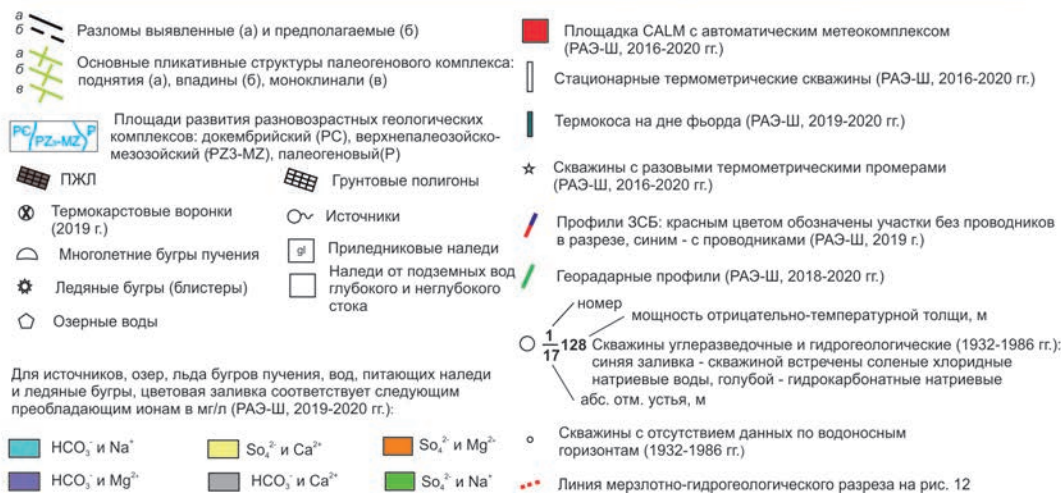 а
б
Разломы выявленные (а) и предполагаемые (б)
а
б
в
Основные пликативные структуры палеогенового комплекса:
поднятия (а), впадины (б), моноклинали (в)
PC PZ₃-MZ P
Площади развития разновозрастных геологических
комплексов: докембрийский (PC), верхнепалеозойско-
мезозойский (PZ3-MZ), палеогеновый(P)
ПЖЛ
Грунтовые полигоны
Термокарстовые воронки
(2019 г.)
Источники
Многолетние бугры пучения
gl
Приледниковые наледи
Ледяные бугры (блистеры)
Наледи от подземных вод
глубокого и неглубокого
стока
Озерные воды
Для источников, озер, льда бугров пучения, вод, питающих наледи
и ледяные бугры, цветовая заливка соответствует следующим
преобладающим ионам в мг/л (РАЭ-Ш, 2019-2020 гг.):
HCO₃⁻ и Na⁺
So₄²⁻ и Ca²⁺
So₄²⁻ и Mg²⁺
HCO₃⁻ и Mg²⁺
HCO₃⁻ и Ca²⁺
So₄²⁻ и Na⁺
Площадка CALM с автоматическим метеокомплексом
(РАЭ-Ш, 2016-2020 гг.)
Стационарные термометрические скважины (РАЭ-Ш, 2016-2020 гг.)
Термокоса на дне фьорда (РАЭ-Ш, 2019-2020 гг.)
Скважины с разовыми термометрическими промерами
(РАЭ-Ш, 2016-2020 гг.)
Профили ЗСБ: красным цветом обозначены участки без проводников
в разрезе, синим - с проводниками (РАЭ-Ш, 2019 г.)
Георадарные профили (РАЭ-Ш, 2018-2020 гг.)
номер
мощность отрицательно-температурной толщи, м
1
17
128
Скважины углеразведочные и гидрогеологические (1932-1986 гг.):
синяя заливка - скважиной встречены соленые хлоридные
натриевые воды, голубой - гидрокарбонатные натриевые
абс. отм. устья, м
Скважины с отсутствием данных по водоносным
горизонтам (1932-1986 гг.)
Линия мерзлотно-гидрогеологического разреза на рис. 12